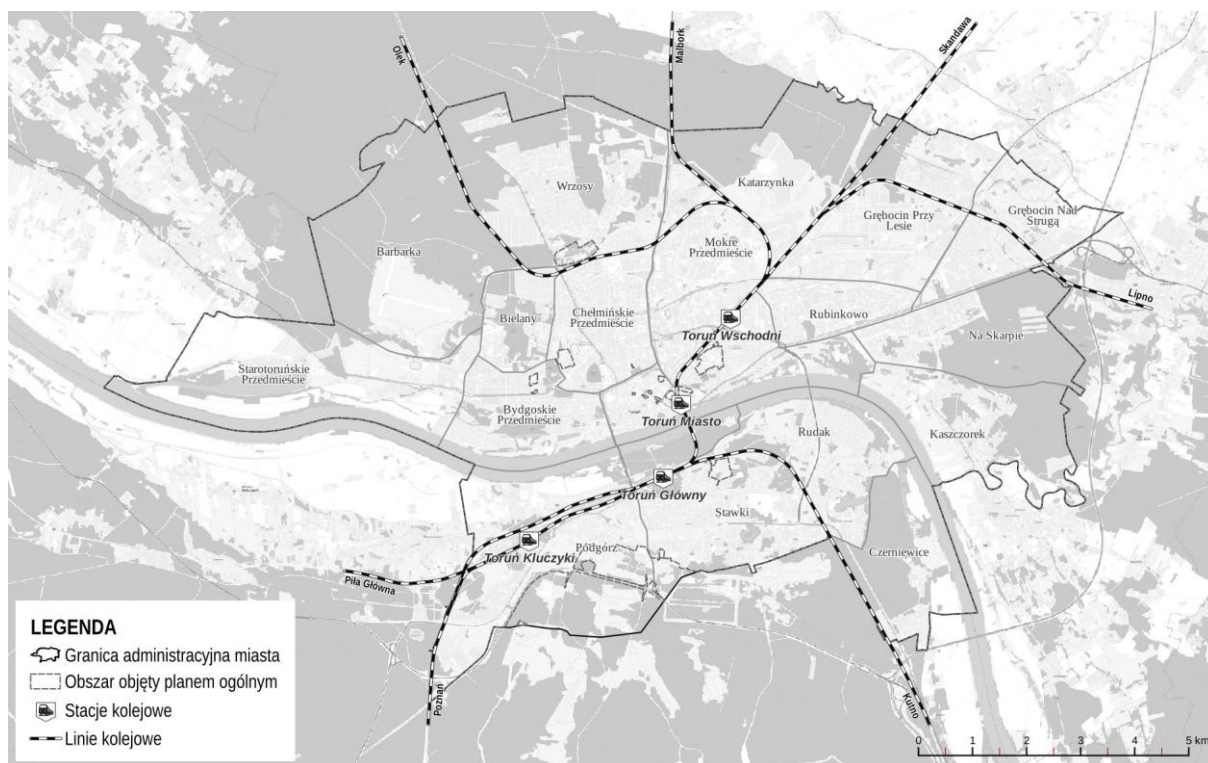 Olek
Malbork
Skandawa
Wrzosy
Katarzynka
Grębocin Przy
Lesie
Grębocin Nad
Strugą
Mokre
Przedmieście
Barbarka
Lipno
Bielany
Chełmińskie
Przedmieście
Rubinkowo
Na Skarpie
Toruń Wschodni
Starotoruńskie
Przedmieście
Bydgoskie
Przedmieście
Toruń Miasto
Rudak
Kaszczorek
Toruń Główny
Stawki
Toruń Kluczyki
Podgórz
Czerniewice
Piła Główna
Poznań
Kutno
LEGENDA
Granica administracyjna miasta
Obszar objęty planem ogólnym
Stacje kolejowe
Linie kolejowe
0 1 2 3 4 5 km